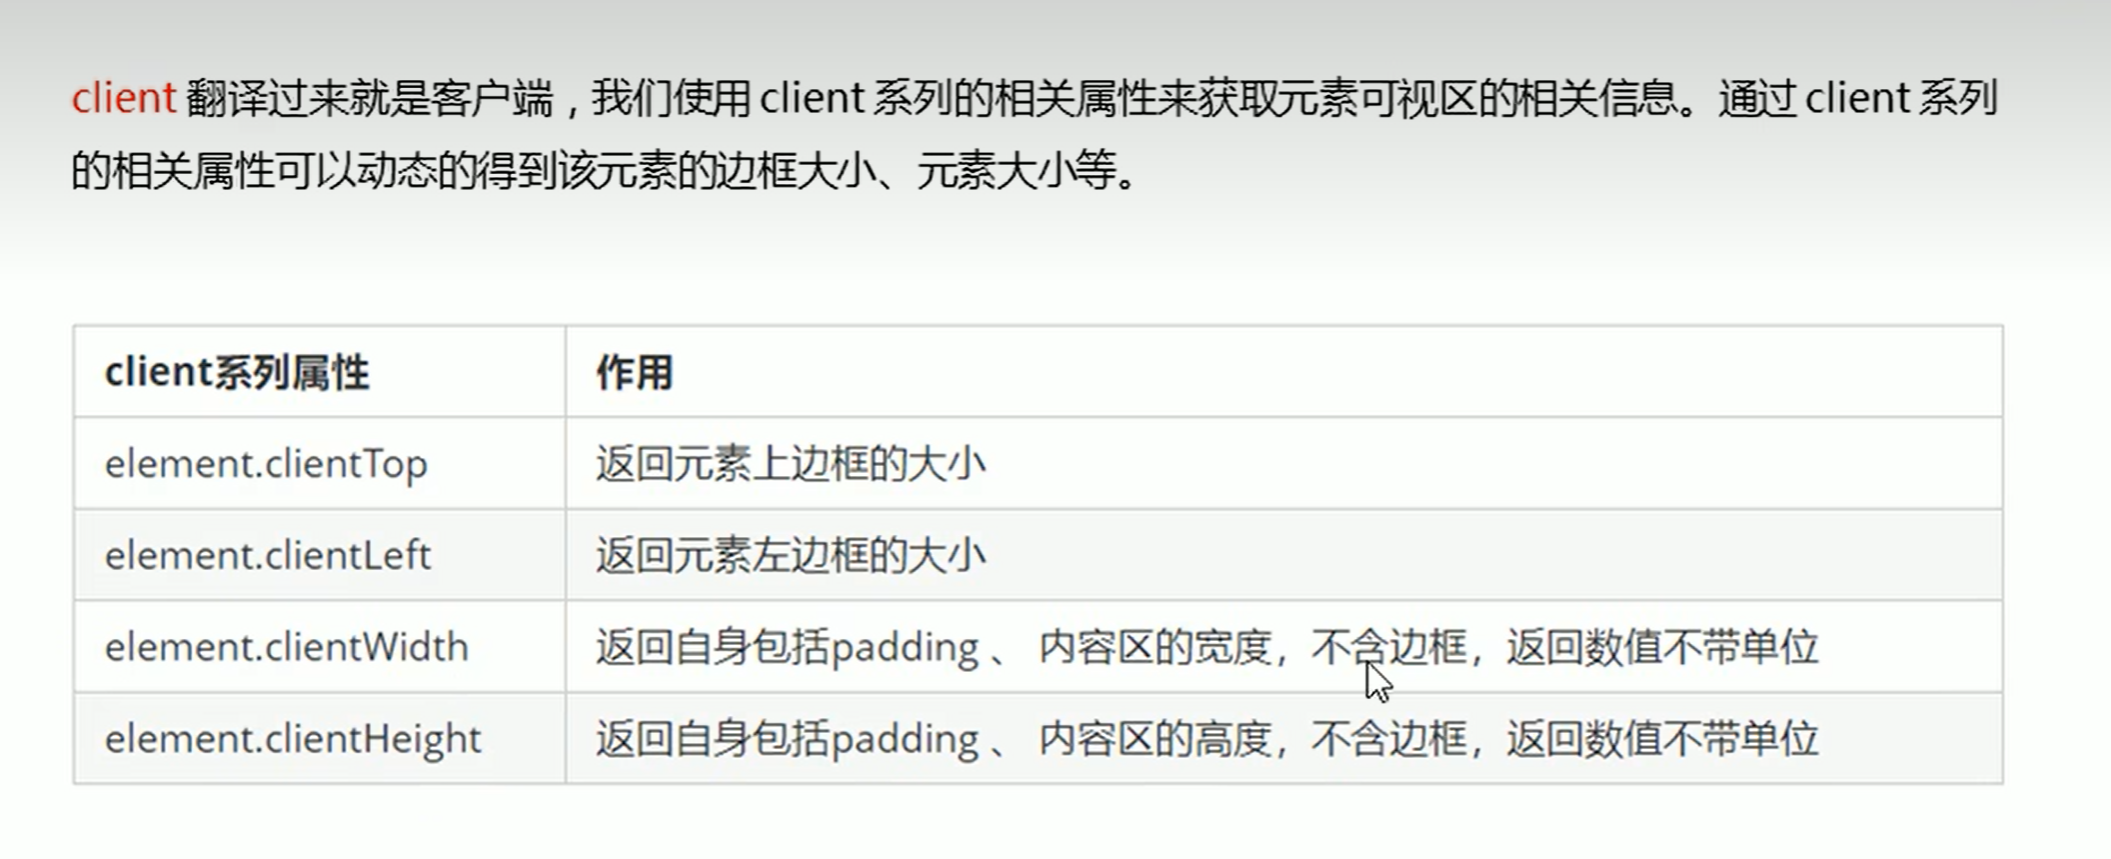 client 翻译过来就是客户端，我们使用 client 系列的相关属性来获取元素可视区的相关信息。通过 client 系列
的相关属性可以动态的得到该元素的边框大小、元素大小等。
client系列属性 作用
element.clientTop 返回元素上边框的大小
element.clientLeft 返回元素左边框的大小
element.clientWidth 返回自身包括padding 、 内容区的宽度，不含边框，返回数值不带单位
element.clientHeight 返回自身包括padding 、 内容区的高度，不含边框，返回数值不带单位